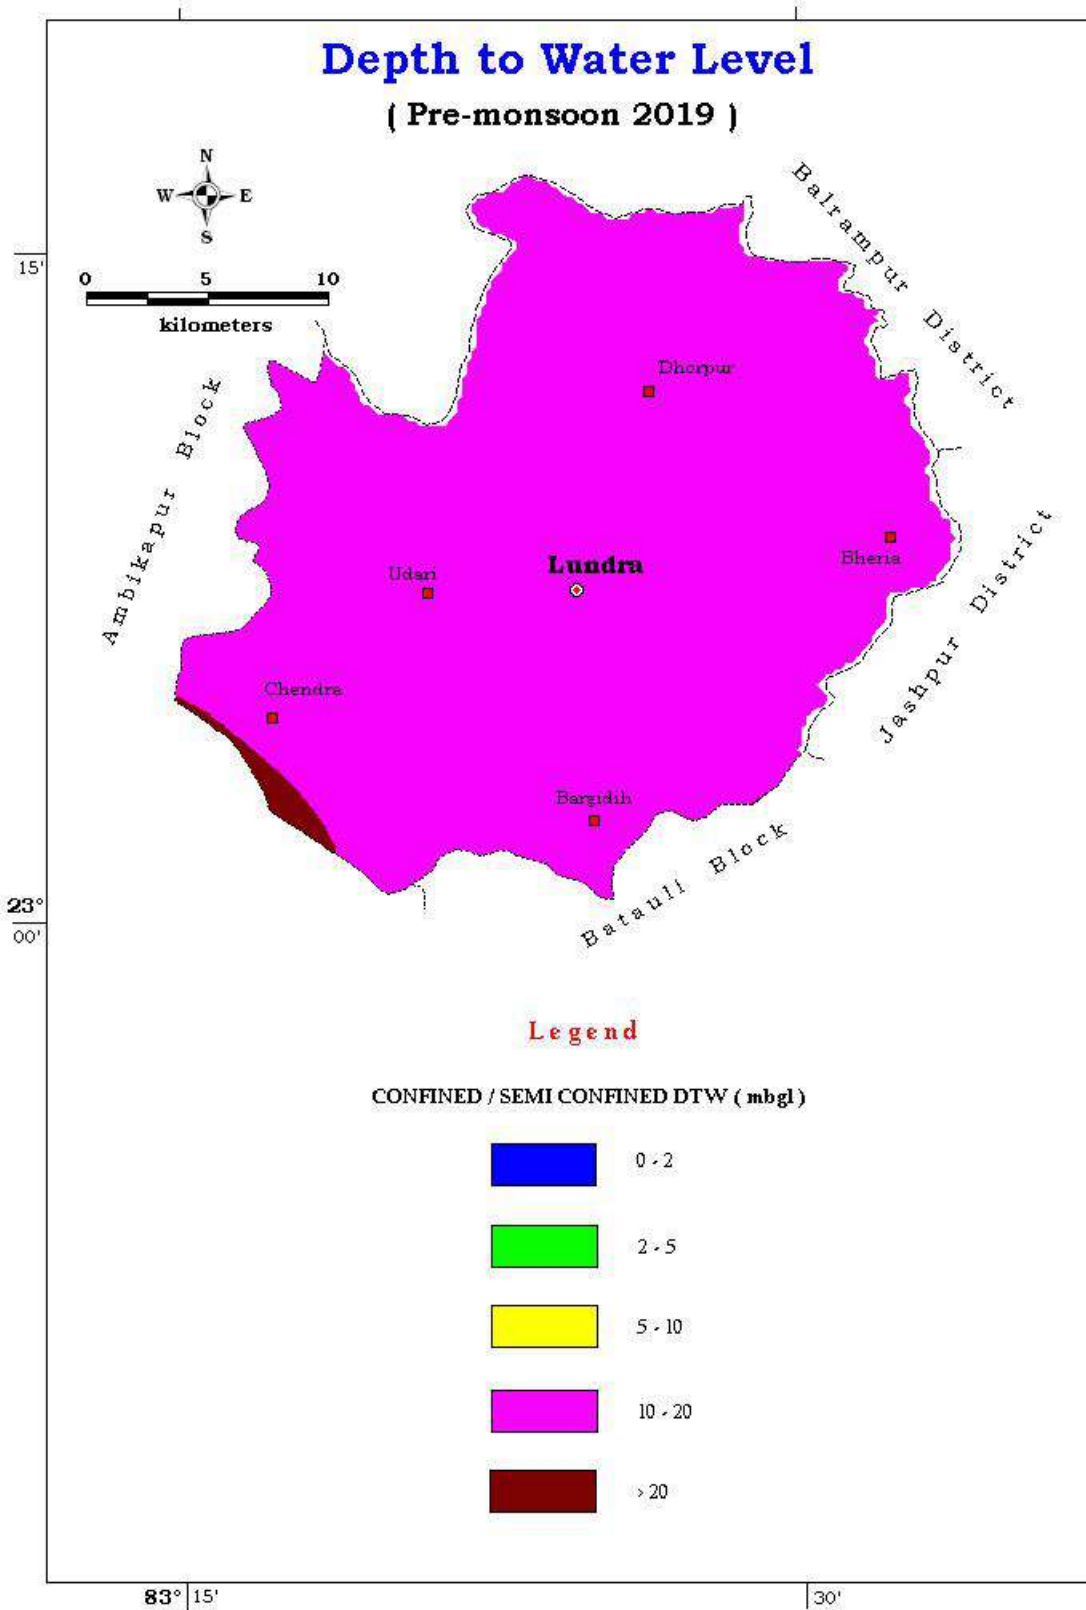 Depth to Water Level
( Pre-monsoon 2019 )
N
W E
S
15'
0 5 10
kilometers
Balrampur District
Ambikapur Block
Dhorpur
Jashpur District
Bheria
Lundra
Udari
Chendra
Bargidih
Batauli Block
23°
00'
Legend
CONFINED / SEMI CONFINED DTW ( mbgl )
0 - 2
2 - 5
5 - 10
10 - 20
> 20
83° 15' 30'